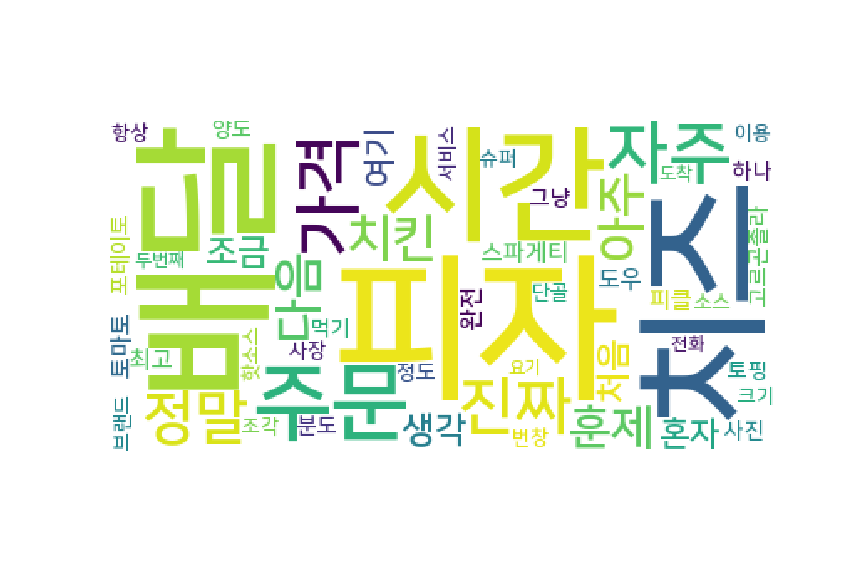 항상
양도
배달
가격
여기
서비스
시간
슈퍼
그냥
자주
이용
하나
도착
포테이토
두번째
조금
다음
치킨
스파게티
아주
치즈
고르곤졸라
토마토
최고
핫소스
사장
먹기
완전
피자
단골
도우
피클
소스
전화
처음
토핑
크기
브랜드
정말
조각
주문
분도
정도
생각
진짜
요기
번창
훈제
혼자
사진